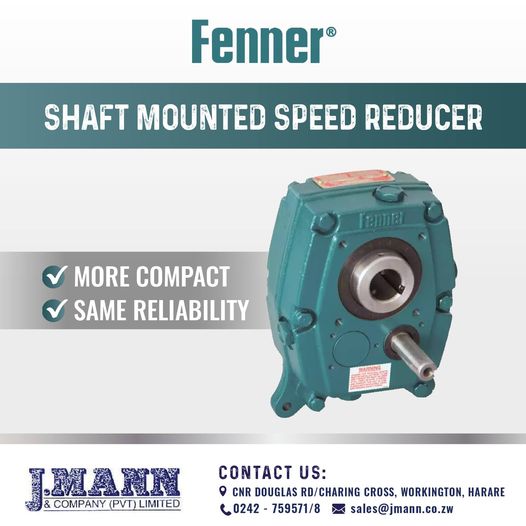 Fenner®
SHAFT MOUNTED SPEED REDUCER
Fenner
MORE COMPACT
SAME RELIABILITY
WARNING
J.MANN
& COMPANY (PVT) LIMITED
CONTACT US:
CNR DOUGLAS RD/CHARING CROSS, WORKINGTON, HARARE
0242 - 759571/8 sales@jmann.co.zw